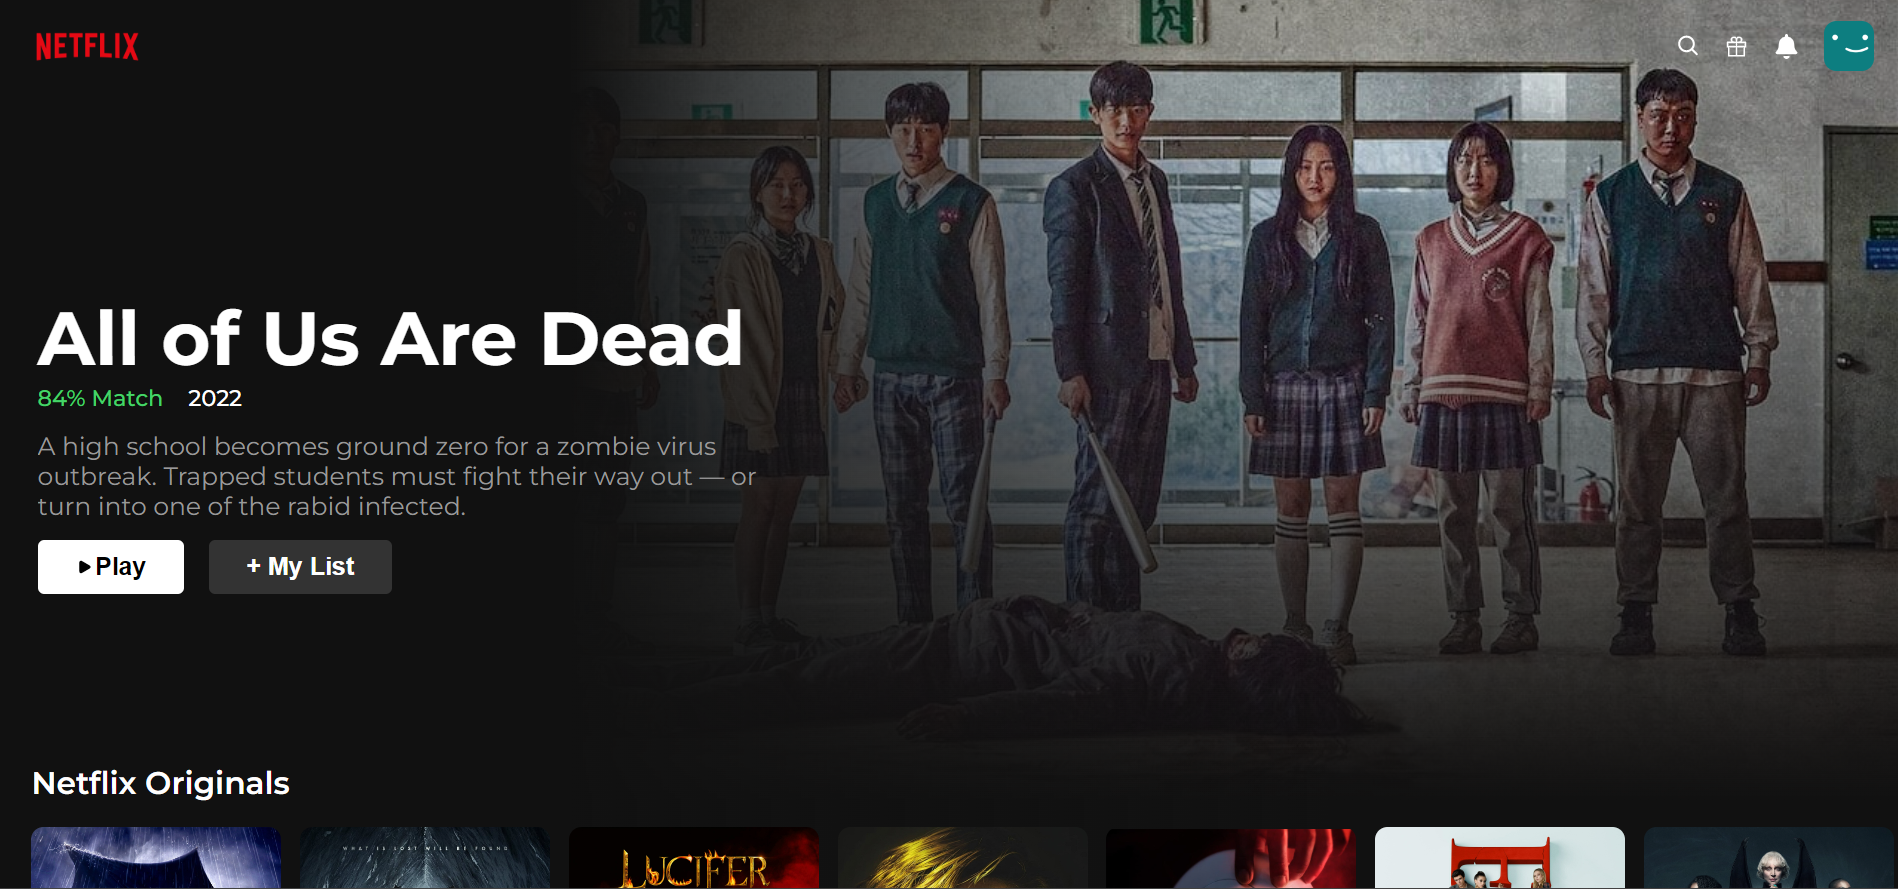 NETFLIX
All of Us Are Dead
84% Match 2022
A high school becomes ground zero for a zombie virus
outbreak. Trapped students must fight their way out — or
turn into one of the rabid infected.
Play
+ My List
Netflix Originals
WHAT IS LOST WILL BE FOUND
LUCIFER